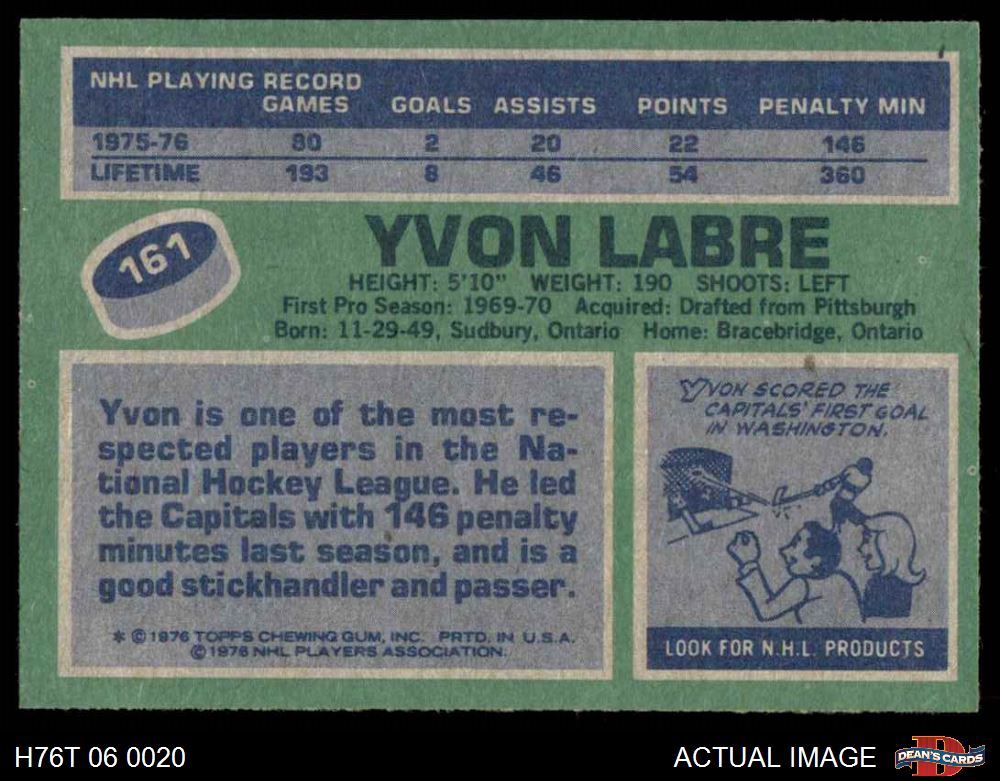 NHL PLAYING RECORD
GAMES GOALS ASSISTS POINTS PENALTY MIN
1975-76 80 2 20 22 146
LIFETIME 193 8 46 54 360
161
YVON LABRE
HEIGHT: 5'10" WEIGHT: 190 SHOOTS: LEFT
First Pro Season: 1969-70 Acquired: Drafted from Pittsburgh
Born: 11-29-49, Sudbury, Ontario Home: Bracebridge, Ontario
Yvon is one of the most re-
spected players in the Na-
tional Hockey League. He led
the Capitals with 146 penalty
minutes last season, and is a
good stickhandler and passer.
* © 1976 TOPPS CHEWING GUM, INC. PRTD. IN U.S.A.
© 1976 NHL PLAYERS ASSOCIATION.
YVON SCORED THE
CAPITALS' FIRST GOAL
IN WASHINGTON.
LOOK FOR N.H.L. PRODUCTS
H76T 06 0020 ACTUAL IMAGE
D
DEAN'S CARDS